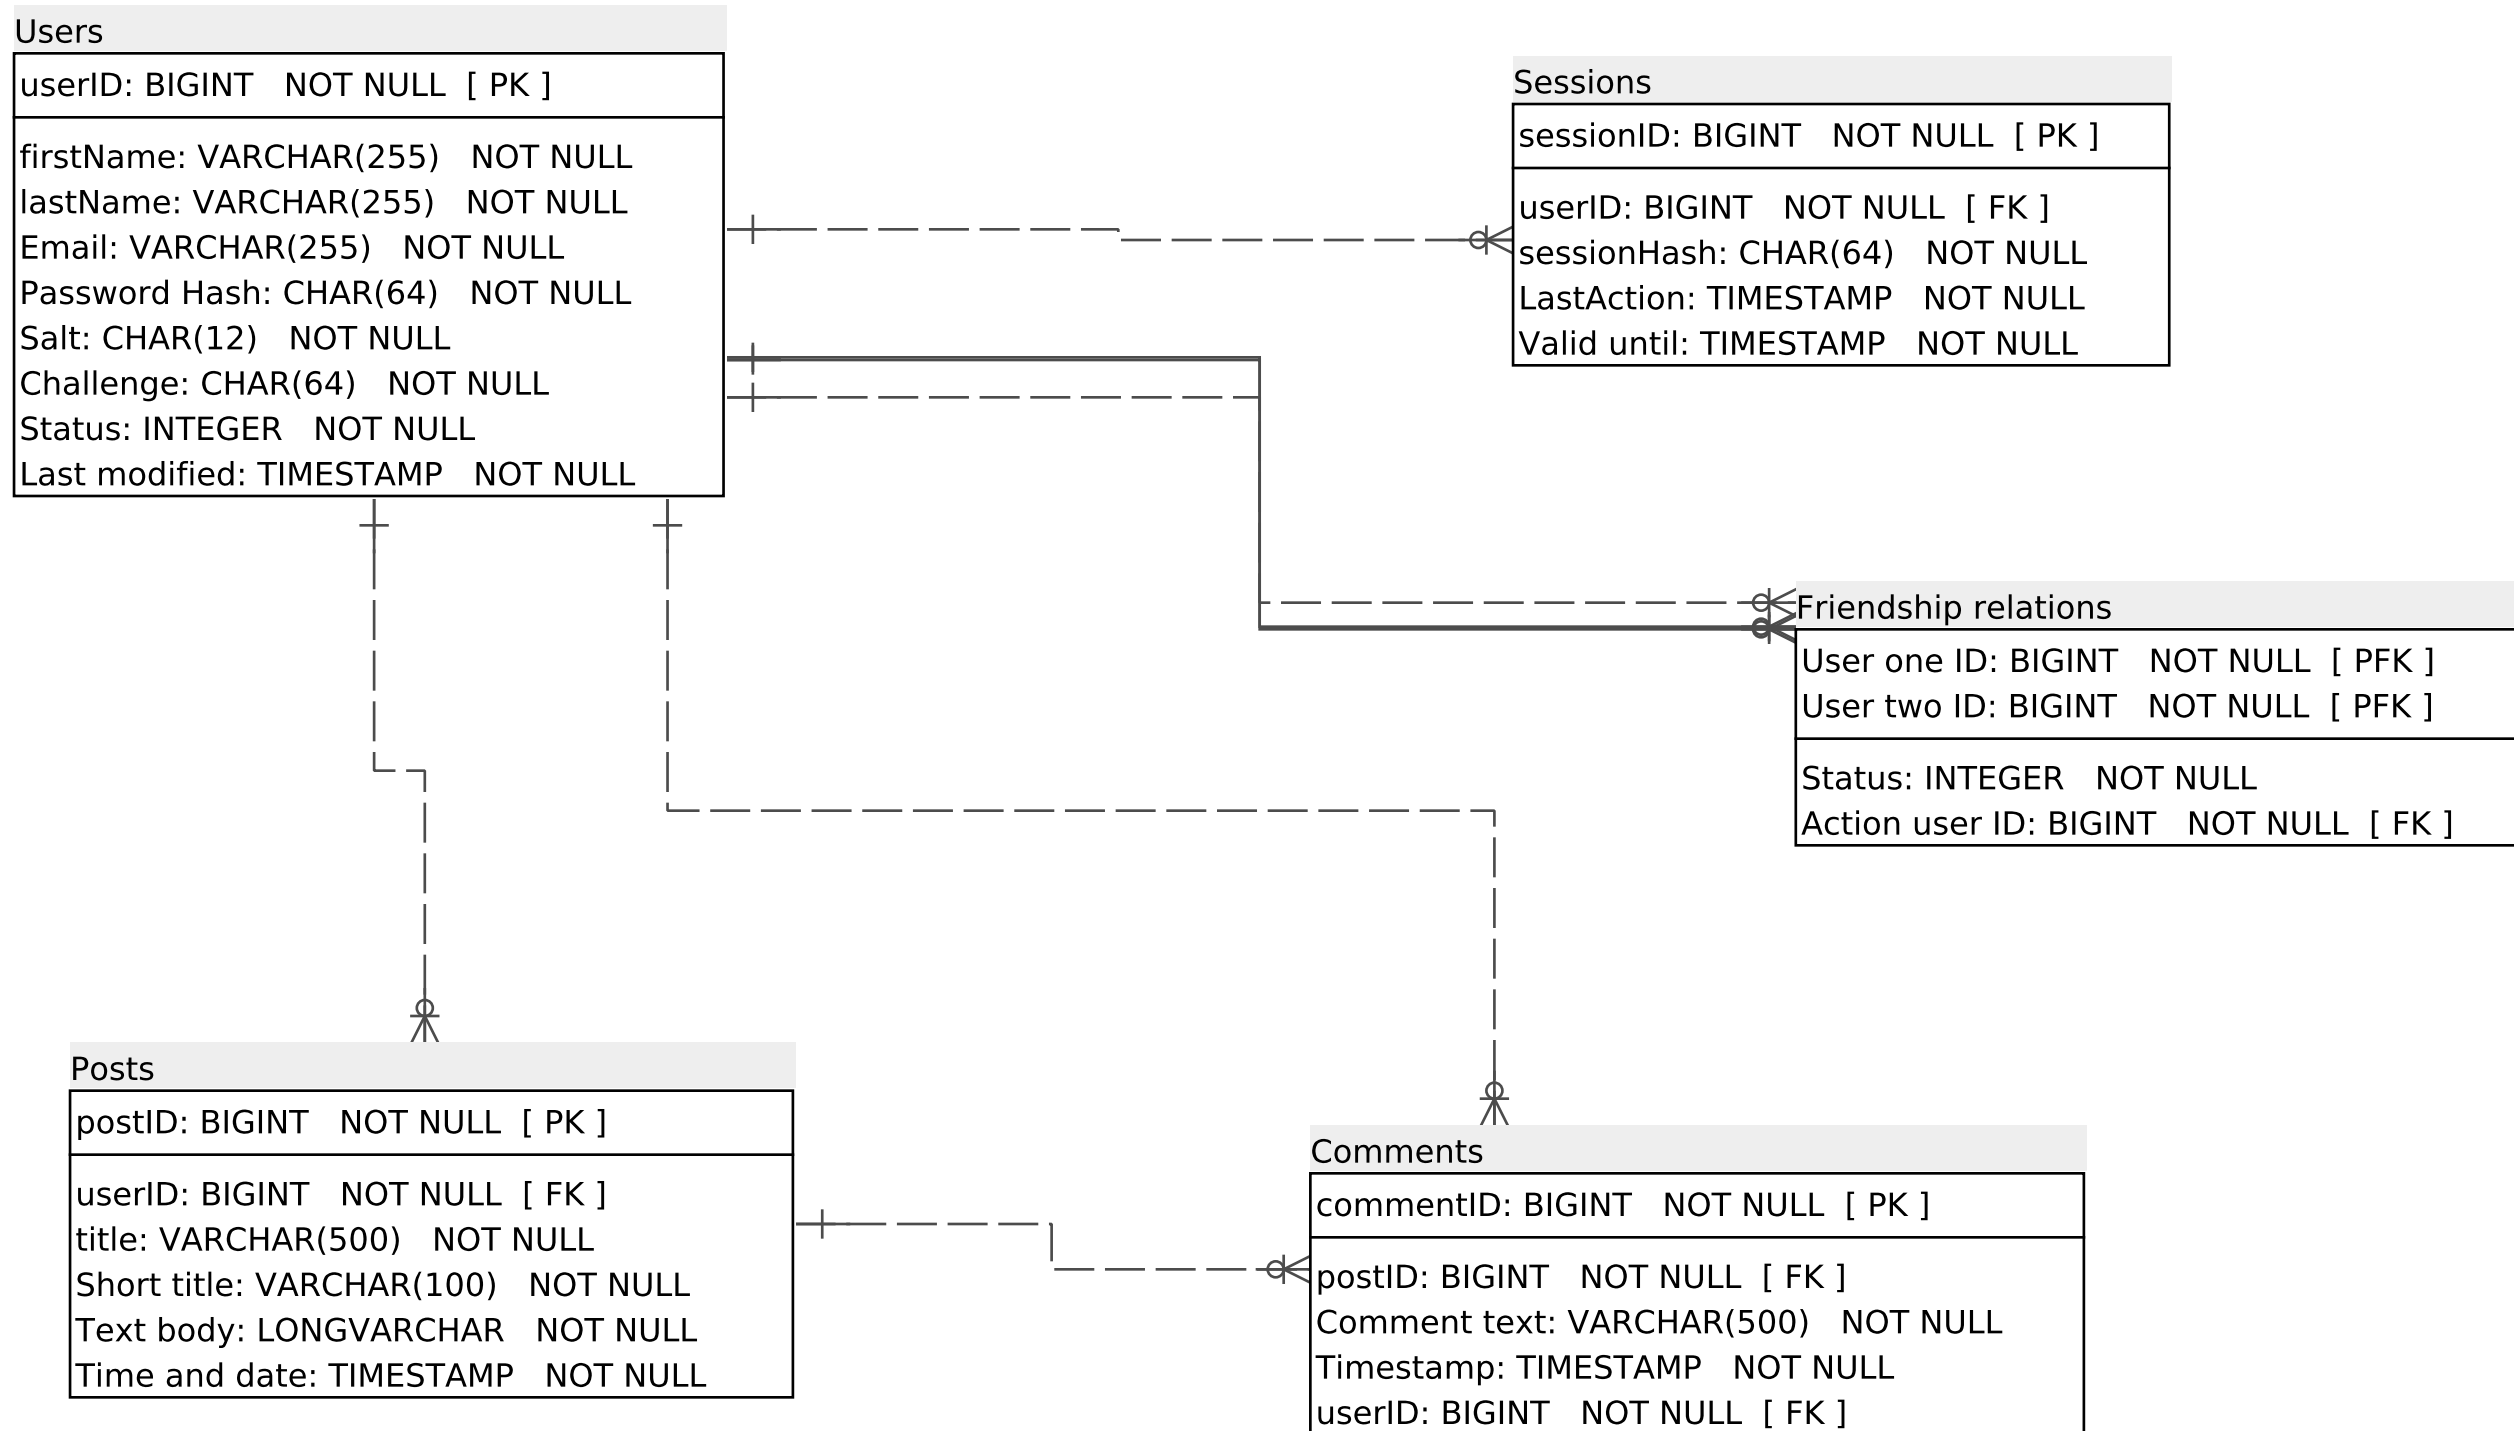 Users
userID: BIGINT NOT NULL [ PK ]
firstName: VARCHAR(255) NOT NULL
lastName: VARCHAR(255) NOT NULL
Email: VARCHAR(255) NOT NULL
Password Hash: CHAR(64) NOT NULL
Salt: CHAR(12) NOT NULL
Challenge: CHAR(64) NOT NULL
Status: INTEGER NOT NULL
Last modified: TIMESTAMP NOT NULL
Sessions
sessionID: BIGINT NOT NULL [ PK ]
userID: BIGINT NOT NULL [ FK ]
sessionHash: CHAR(64) NOT NULL
LastAction: TIMESTAMP NOT NULL
Valid until: TIMESTAMP NOT NULL
Friendship relations
User one ID: BIGINT NOT NULL [ PFK ]
User two ID: BIGINT NOT NULL [ PFK ]
Status: INTEGER NOT NULL
Action user ID: BIGINT NOT NULL [ FK ]
Posts
postID: BIGINT NOT NULL [ PK ]
userID: BIGINT NOT NULL [ FK ]
title: VARCHAR(500) NOT NULL
Short title: VARCHAR(100) NOT NULL
Text body: LONGVARCHAR NOT NULL
Time and date: TIMESTAMP NOT NULL
Comments
commentID: BIGINT NOT NULL [ PK ]
postID: BIGINT NOT NULL [ FK ]
Comment text: VARCHAR(500) NOT NULL
Timestamp: TIMESTAMP NOT NULL
userID: BIGINT NOT NULL [ FK ]